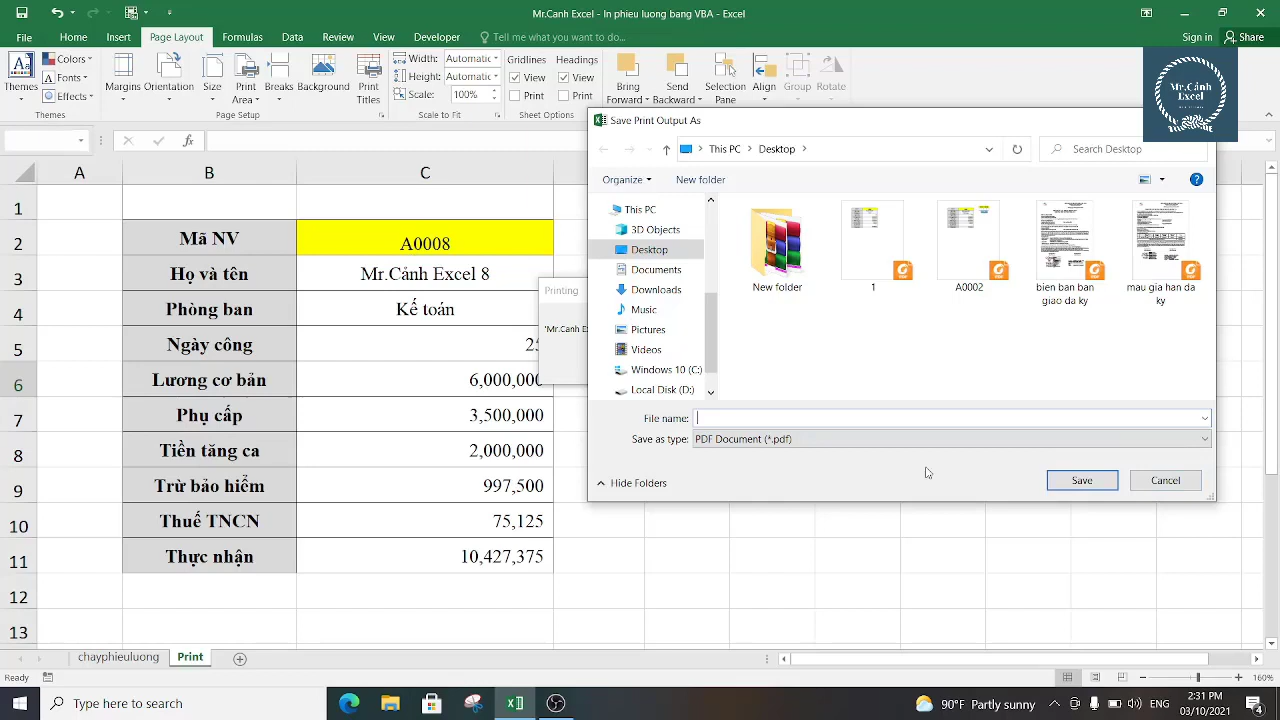 Mr.Canh Excel - In phieu luong bang VBA - Excel
Sign in
Share
File Home Insert Page Layout Formulas Data Review View Developer Tell me what you want to do
Themes
Colors
Fonts
Effects
Themes
Margins
Orientation
Size
Print Area
Breaks
Background
Print Titles
Page Setup
Width: Automatic
Height: Automatic
Scale: 100%
Scale to Fit
Gridlines
View
Print
Headings
View
Print
Sheet Options
Bring Forward
Send Backward
Selection Pane
Align
Group
Rotate
Mr.Cảnh
Excel
fx
A B C
1
2 Mã NV A0008
3 Họ và tên Mr.Cảnh Excel 8
4 Phòng ban Kế toán
5 Ngày công 25
6 Lương cơ bản 6,000,000
7 Phụ cấp 3,500,000
8 Tiền tăng ca 2,000,000
9 Trừ bảo hiểm 997,500
10 Thuế TNCN 75,125
11 Thực nhận 10,427,375
12
13
Printing
'Mr.Canh E
Save Print Output As
This PC Desktop
Search Desktop
Organize New folder
This PC
3D Objects
Desktop
Documents
Downloads
Music
Pictures
Videos
Windows 10 (C:)
Local Disk (D:)
New folder
1
A0002
bien ban ban giao da ky
mau gia han da ky
File name:
Save as type: PDF Document (*.pdf)
Hide Folders
Save
Cancel
chayphieuluong Print
Ready
160%
Type here to search
90°F Partly sunny
ENG
2:31 PM
03/10/2021